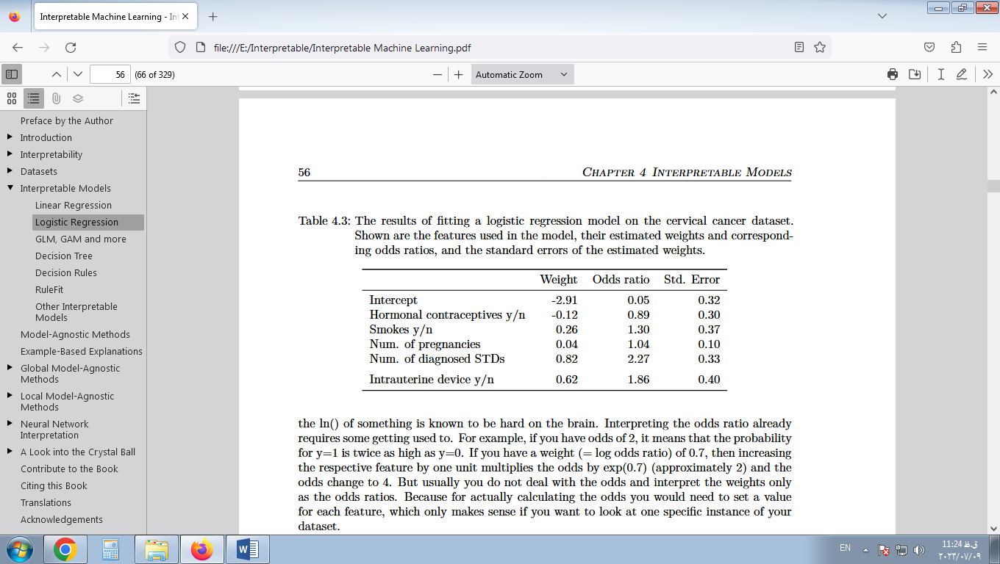 Interpretable Machine Learning - Int
file:///E:/Interpretable/Interpretable Machine Learning.pdf
56 (66 of 329)
Automatic Zoom
Preface by the Author
Introduction
Interpretability
Datasets
Interpretable Models
Linear Regression
Logistic Regression
GLM, GAM and more
Decision Tree
Decision Rules
RuleFit
Other Interpretable
Models
Model-Agnostic Methods
Example-Based Explanations
Global Model-Agnostic
Methods
Local Model-Agnostic
Methods
Neural Network
Interpretation
A Look into the Crystal Ball
Contribute to the Book
Citing this Book
Translations
Acknowledgements
56 CHAPTER 4 INTERPRETABLE MODELS
Table 4.3: The results of fitting a logistic regression model on the cervical cancer dataset.
Shown are the features used in the model, their estimated weights and correspond-
ing odds ratios, and the standard errors of the estimated weights.
Weight Odds ratio Std. Error
Intercept -2.91 0.05 0.32
Hormonal contraceptives y/n -0.12 0.89 0.30
Smokes y/n 0.26 1.30 0.37
Num. of pregnancies 0.04 1.04 0.10
Num. of diagnosed STDs 0.82 2.27 0.33
Intrauterine device y/n 0.62 1.86 0.40
the ln() of something is known to be hard on the brain. Interpreting the odds ratio already
requires some getting used to. For example, if you have odds of 2, it means that the probability
for y=1 is twice as high as y=0. If you have a weight (= log odds ratio) of 0.7, then increasing
the respective feature by one unit multiplies the odds by exp(0.7) (approximately 2) and the
odds change to 4. But usually you do not deal with the odds and interpret the weights only
as the odds ratios. Because for actually calculating the odds you would need to set a value
for each feature, which only makes sense if you want to look at one specific instance of your
dataset.
W
EN
11:24 ق.ظ
۲۰۲۳/۰۷/۰۹